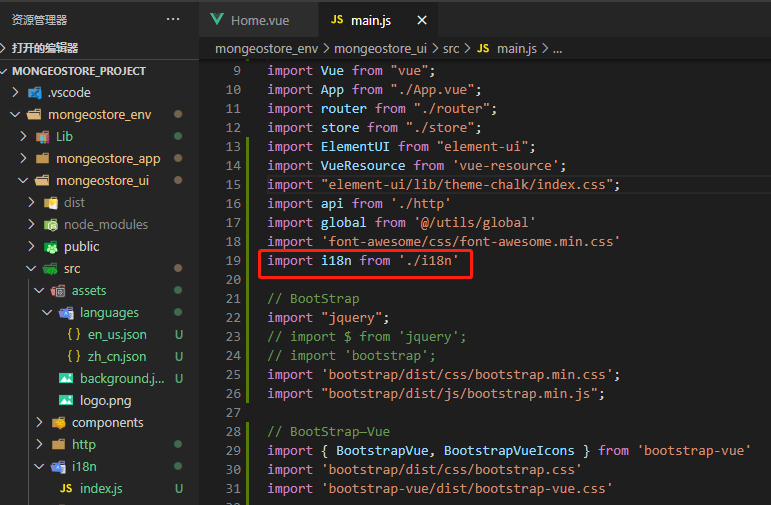 资源管理器
···
打开的编辑器
MONGEOSTORE_PROJECT
.vscode
mongeostore_env
Lib
mongeostore_app
mongeostore_ui
dist
node_modules
public
src
assets
languages
{ } en_us.json U
{ } zh_cn.json U
background.j... U
logo.png
components
http
i18n
JS index.js U
Home.vue
JS main.js ×
mongeostore_env > mongeostore_ui > src > JS main.js > ...
9 import Vue from "vue";
10 import App from "./App.vue";
11 import router from "./router";
12 import store from "./store";
13 import ElementUI from "element-ui";
14 import VueResource from 'vue-resource';
15 import "element-ui/lib/theme-chalk/index.css";
16 import api from './http'
17 import global from '@/utils/global'
18 import 'font-awesome/css/font-awesome.min.css'
19 import i18n from './i18n'
20
21 // BootStrap
22 import "jquery";
23 // import $ from 'jquery';
24 // import 'bootstrap';
25 import 'bootstrap/dist/css/bootstrap.min.css';
26 import "bootstrap/dist/js/bootstrap.min.js";
27
28 // BootStrap—Vue
29 import { BootstrapVue, BootstrapVueIcons } from 'bootstrap-vue'
30 import 'bootstrap/dist/css/bootstrap.css'
31 import 'bootstrap-vue/dist/bootstrap-vue.css'